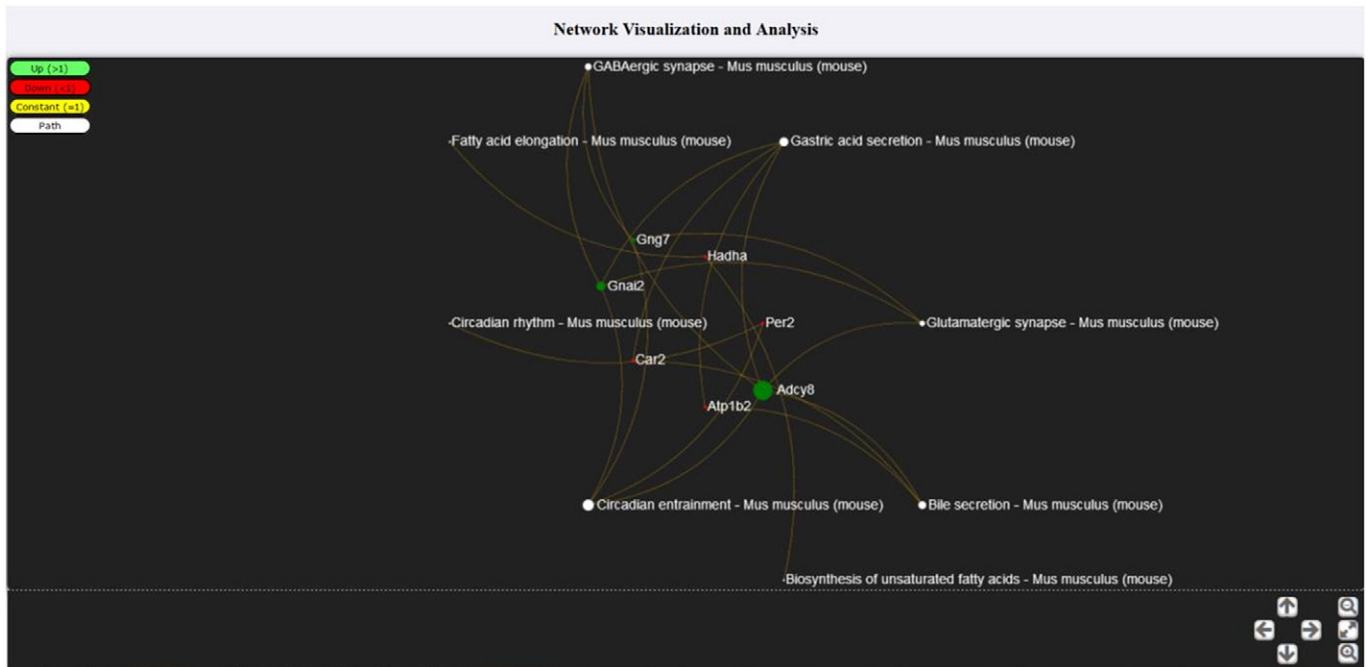 Network Visualization and Analysis
Up (>1)
Down (<1)
Constant (=1)
Path
GABAergic synapse - Mus musculus (mouse)
Fatty acid elongation - Mus musculus (mouse)
Gastric acid secretion - Mus musculus (mouse)
Gng7
Hadha
Gnai2
Circadian rhythm - Mus musculus (mouse)
Per2
Glutamatergic synapse - Mus musculus (mouse)
Car2
Adcy8
Atp1b2
Circadian entrainment - Mus musculus (mouse)
Bile secretion - Mus musculus (mouse)
Biosynthesis of unsaturated fatty acids - Mus musculus (mouse)